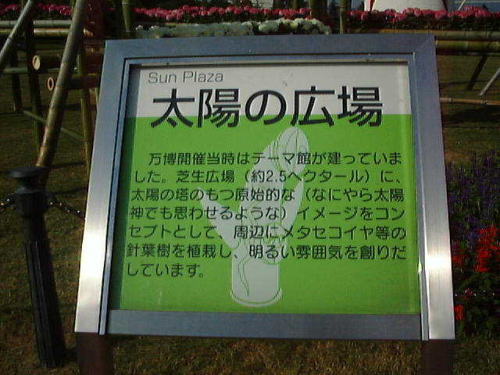 Sun Plaza
太陽の広場
万博開催当時はテーマ館が建っていま
した。芝生広場（約2.5ヘクタール）に、
太陽の塔のもつ原始的な（なにやら太陽
神でも思わせるような）イメージをコン
セプトとして、周辺にメタセコイヤ等の
針葉樹を植栽し、明るい雰囲気を創りだ
しています。